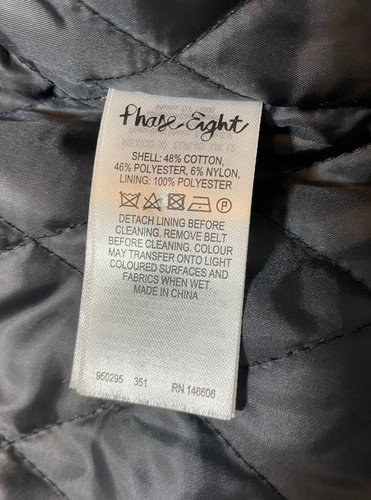 Phase Eight
SHELL: 48% COTTON,
46% POLYESTER, 6% NYLON,
LINING: 100% POLYESTER
P
DETACH LINING BEFORE
CLEANING. REMOVE BELT
BEFORE CLEANING. COLOUR
MAY TRANSFER ONTO LIGHT
COLOURED SURFACES AND
FABRICS WHEN WET.
MADE IN CHINA
950295 351 RN 146606